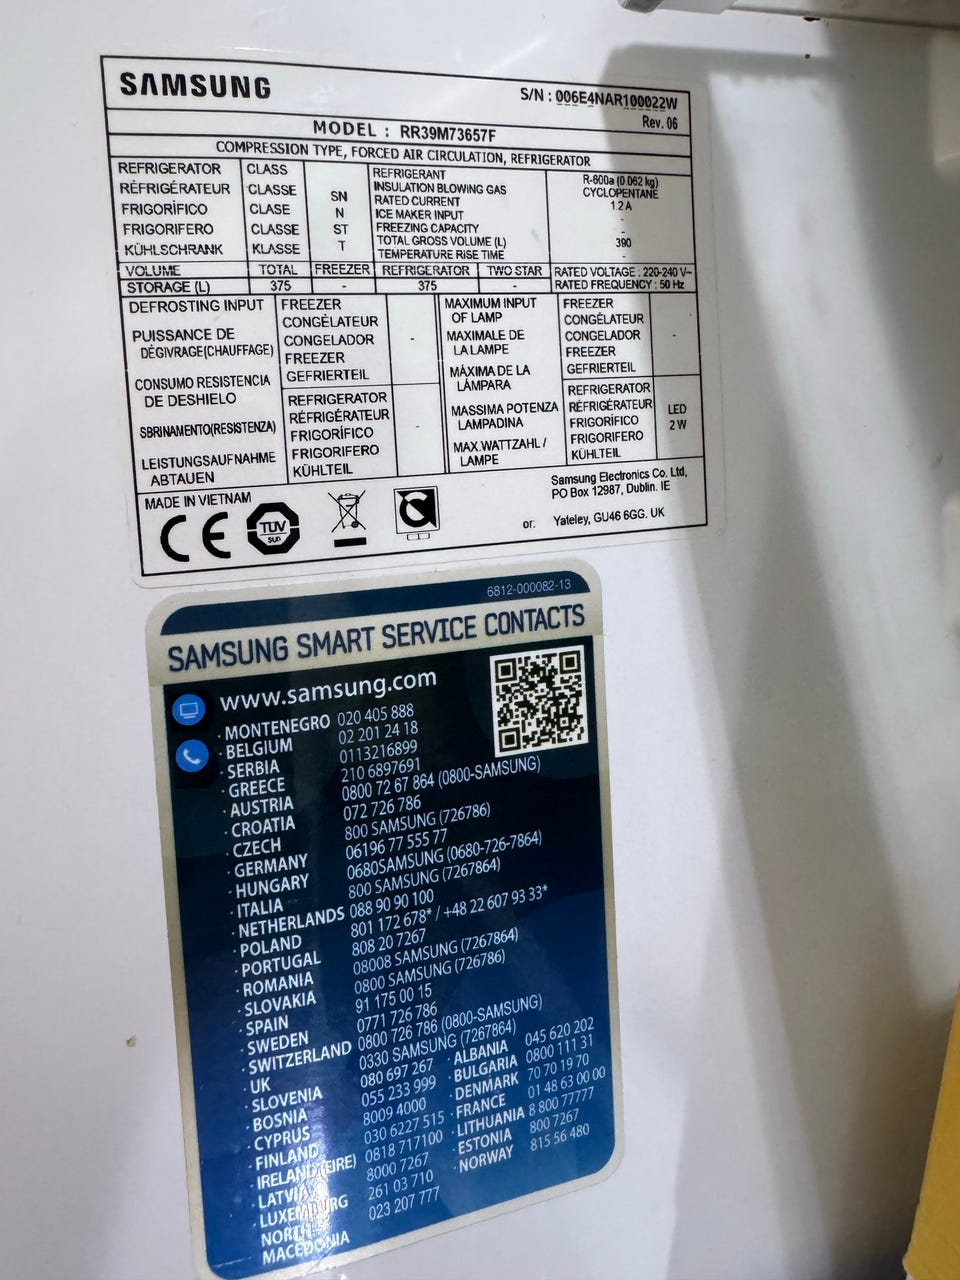 SAMSUNG
S/N : 006E4NAR100022W
Rev. 06
MODEL : RR39M73657F
COMPRESSION TYPE, FORCED AIR CIRCULATION, REFRIGERATOR
REFRIGERATOR CLASS
RÉFRIGÉRATEUR CLASSE
FRIGORÍFICO CLASE
FRIGORIFERO CLASSE
KÜHLSCHRANK KLASSE
SN
N
ST
T
REFRIGERANT R-600a (0.062 kg)
INSULATION BLOWING GAS CYCLOPENTANE
RATED CURRENT 1.2 A
ICE MAKER INPUT -
FREEZING CAPACITY -
TOTAL GROSS VOLUME (L) 390
TEMPERATURE RISE TIME -
VOLUME TOTAL FREEZER REFRIGERATOR TWO STAR RATED VOLTAGE : 220-240 V~
STORAGE (L) 375 - 375 - RATED FREQUENCY : 50 Hz
DEFROSTING INPUT
PUISSANCE DE
DÉGIVRAGE(CHAUFFAGE)
CONSUMO RESISTENCIA
DE DESHIELO
SBRINAMENTO(RESISTENZA)
LEISTUNGSAUFNAHME
ABTAUEN
FREEZER
CONGÉLATEUR
CONGELADOR -
FREEZER
GEFRIERTEIL
REFRIGERATOR
RÉFRIGÉRATEUR
FRIGORÍFICO -
FRIGORIFERO
KÜHLTEIL
MAXIMUM INPUT
OF LAMP
MAXIMALE DE
LA LAMPE
MÁXIMA DE LA
LÁMPARA
MASSIMA POTENZA
LAMPADINA
MAX.WATTZAHL /
LAMPE
FREEZER
CONGÉLATEUR
CONGELADOR -
FREEZER
GEFRIERTEIL
REFRIGERATOR
RÉFRIGÉRATEUR LED
FRIGORÍFICO 2 W
FRIGORIFERO
KÜHLTEIL
MADE IN VIETNAM
CE
TÜV
SÜD
Samsung Electronics Co. Ltd,
PO Box 12987, Dublin. IE
or. Yateley, GU46 6GG. UK
6812-000082-13
SAMSUNG SMART SERVICE CONTACTS
www.samsung.com
· MONTENEGRO 020 405 888
· BELGIUM 02 201 24 18
· SERBIA 0113216899
· GREECE 210 6897691
· AUSTRIA 0800 72 67 864 (0800-SAMSUNG)
· CROATIA 072 726 786
· CZECH 800 SAMSUNG (726786)
· GERMANY 06196 77 555 77
· HUNGARY 0680SAMSUNG (0680-726-7864)
· ITALIA 800 SAMSUNG (7267864)
· NETHERLANDS 088 90 90 100
· POLAND 801 172 678* / +48 22 607 93 33*
· PORTUGAL 808 20 7267
· ROMANIA 08008 SAMSUNG (7267864)
· SLOVAKIA 0800 SAMSUNG (726786)
· SPAIN 91 175 00 15
· SWEDEN 0771 726 786
· SWITZERLAND 0800 726 786 (0800-SAMSUNG)
· UK 0330 SAMSUNG (7267864)
· SLOVENIA 080 697 267
· BOSNIA 055 233 999
· CYPRUS 8009 4000
· FINLAND 030 6227 515
· IRELAND(EIRE) 0818 717100
· LATVIA 8000 7267
· LUXEMBURG 261 03 710
· NORTH 023 207 777
MACEDONIA
· ALBANIA 045 620 202
· BULGARIA 0800 111 31
· DENMARK 70 70 19 70
· FRANCE 01 48 63 00 00
· LITHUANIA 8 800 77777
· ESTONIA 800 7267
· NORWAY 815 56 480